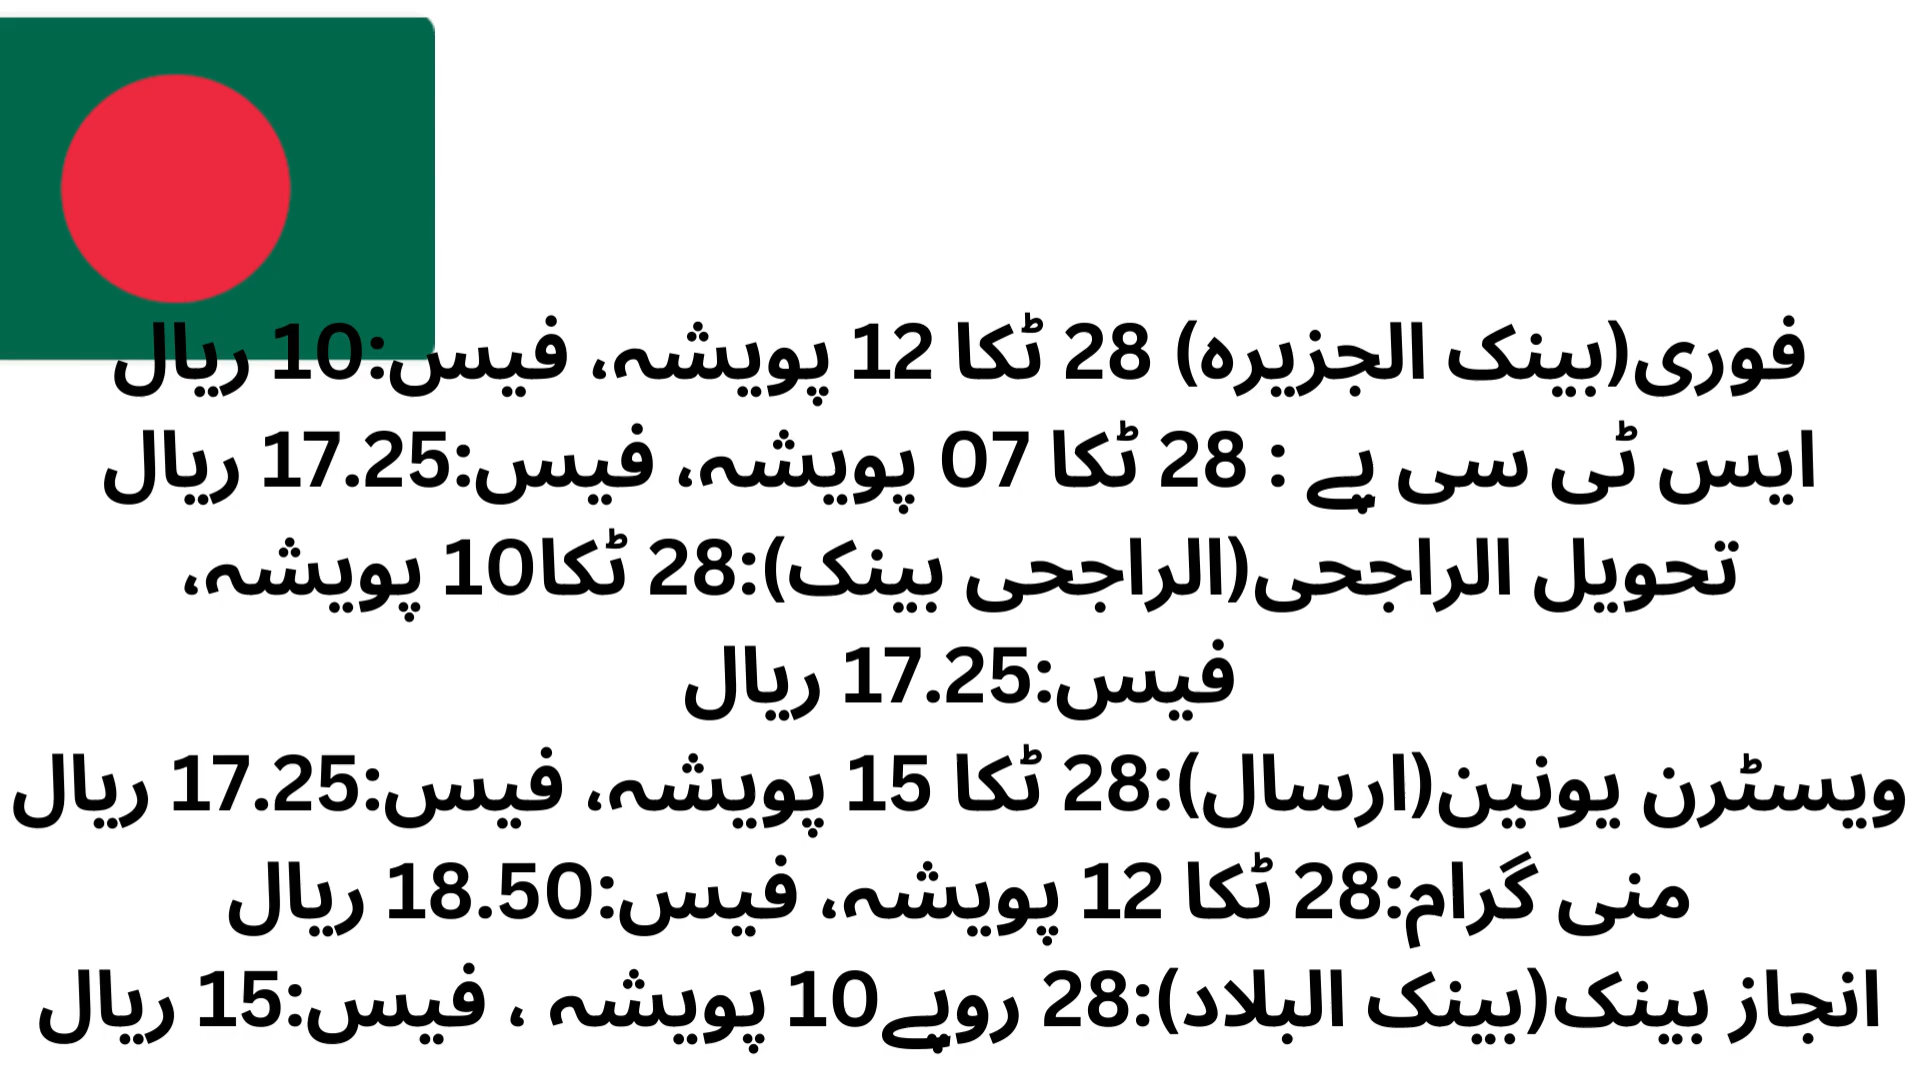 فوری(بینک الجزیرہ) 28 ٹکا 12 پویشہ، فیس:10 ریال
ایس ٹی سی پے : 28 ٹکا 07 پویشہ، فیس:17.25 ریال
تحویل الراجحی(الراجحی بینک):28 ٹکا10 پویشہ،
فیس:17.25 ریال
ویسٹرن یونین(ارسال):28 ٹکا 15 پویشہ، فیس:17.25 ریال
منی گرام:28 ٹکا 12 پویشہ، فیس:18.50 ریال
انجاز بینک(بینک البلاد):28 روپے10 پویشہ ، فیس:15 ریال